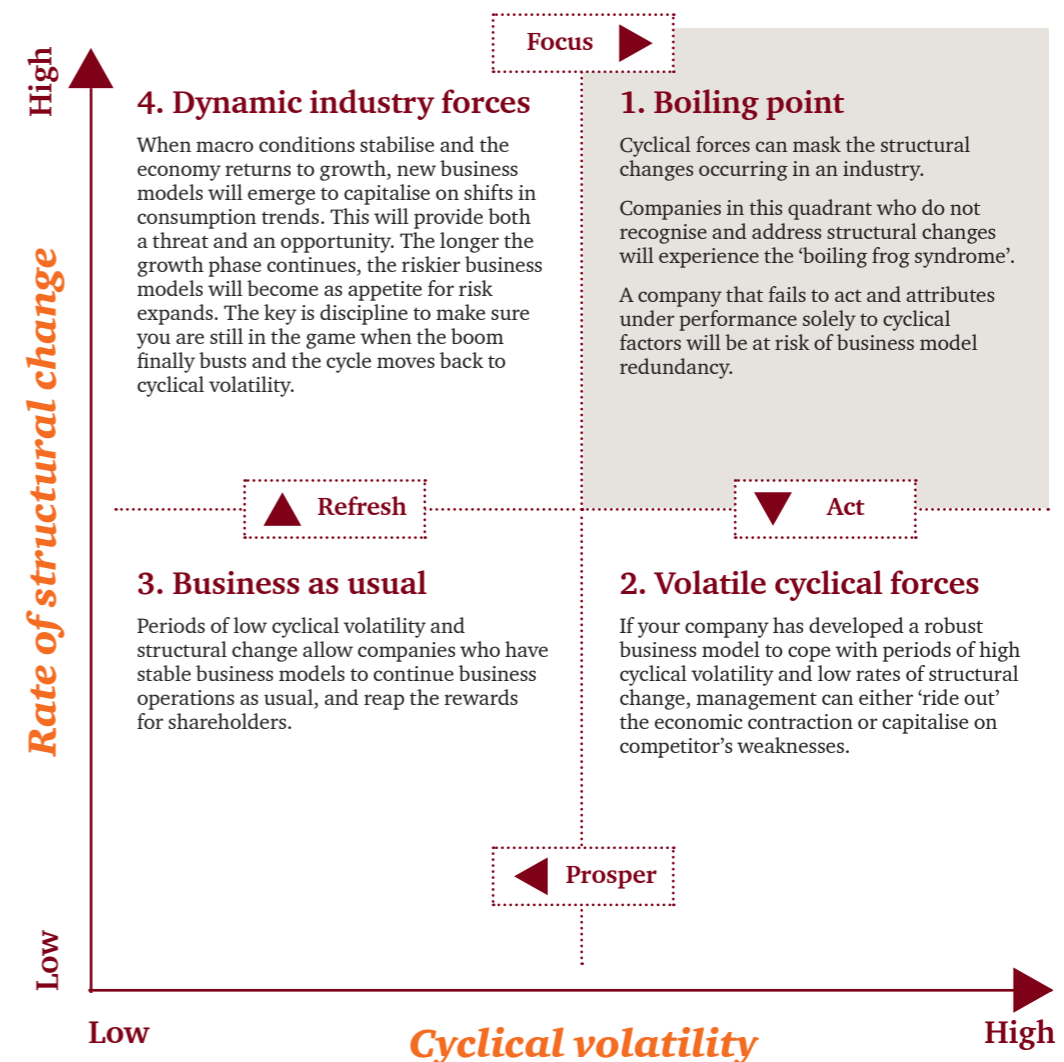 Focus
High
4. Dynamic industry forces
When macro conditions stabilise and the
economy returns to growth, new business
models will emerge to capitalise on shifts in
consumption trends. This will provide both
a threat and an opportunity. The longer the
growth phase continues, the riskier business
models will become as appetite for risk
expands. The key is discipline to make sure
you are still in the game when the boom
finally busts and the cycle moves back to
cyclical volatility.
1. Boiling point
Cyclical forces can mask the structural
changes occurring in an industry.
Companies in this quadrant who do not
recognise and address structural changes
will experience the ‘boiling frog syndrome’.
A company that fails to act and attributes
under performance solely to cyclical
factors will be at risk of business model
redundancy.
Rate of structural change
Refresh
Act
3. Business as usual
Periods of low cyclical volatility and
structural change allow companies who have
stable business models to continue business
operations as usual, and reap the rewards
for shareholders.
2. Volatile cyclical forces
If your company has developed a robust
business model to cope with periods of high
cyclical volatility and low rates of structural
change, management can either ‘ride out’
the economic contraction or capitalise on
competitor’s weaknesses.
Prosper
Low
Low
Cyclical volatility
High